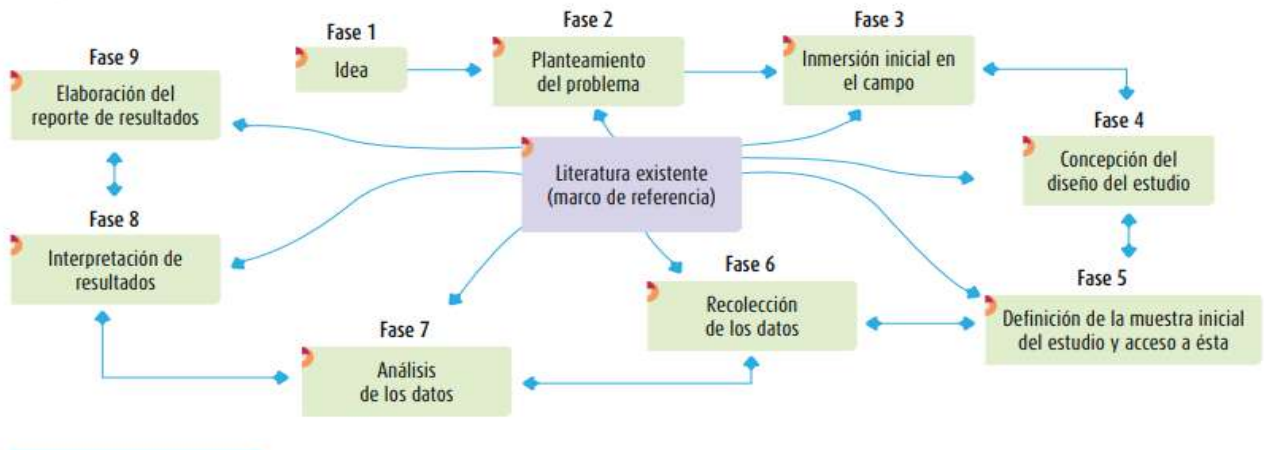 Fase 1
Idea
Fase 2
Planteamiento
del problema
Fase 3
Inmersión inicial en
el campo
Fase 4
Concepción del
diseño del estudio
Fase 5
Definición de la muestra inicial
del estudio y acceso a ésta
Fase 6
Recolección
de los datos
Fase 7
Análisis
de los datos
Fase 8
Interpretación de
resultados
Fase 9
Elaboración del
reporte de resultados
Literatura existente
(marco de referencia)